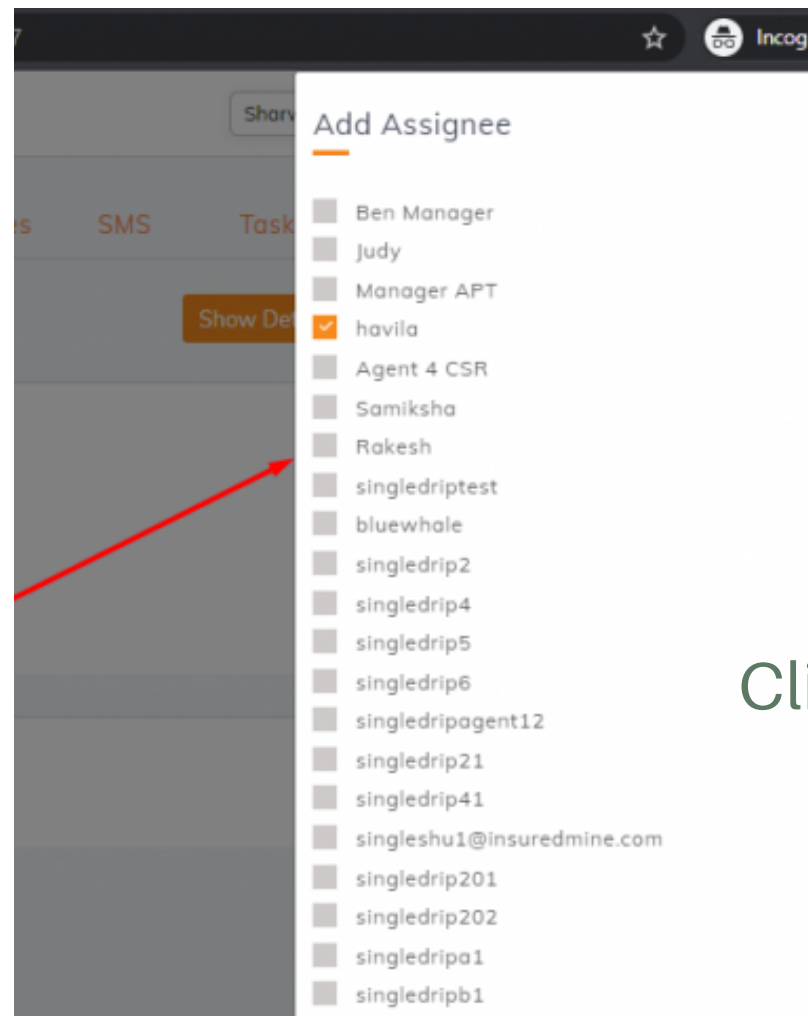 7
Incog
Sharv
Add Assignee
es SMS Task
Show Det
Ben Manager
Judy
Manager APT
havila
Agent 4 CSR
Samiksha
Rakesh
singledriptest
bluewhale
singledrip2
singledrip4
singledrip5
singledrip6
Cli
singledripagent12
singledrip21
singledrip41
singleshu1@insuredmine.com
singledrip201
singledrip202
singledripa1
singledripb1